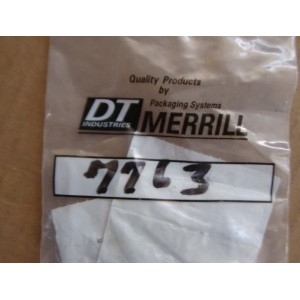 Quality Products
by
Packaging Systems
DT
INDUSTRIES
MERRILL
7763